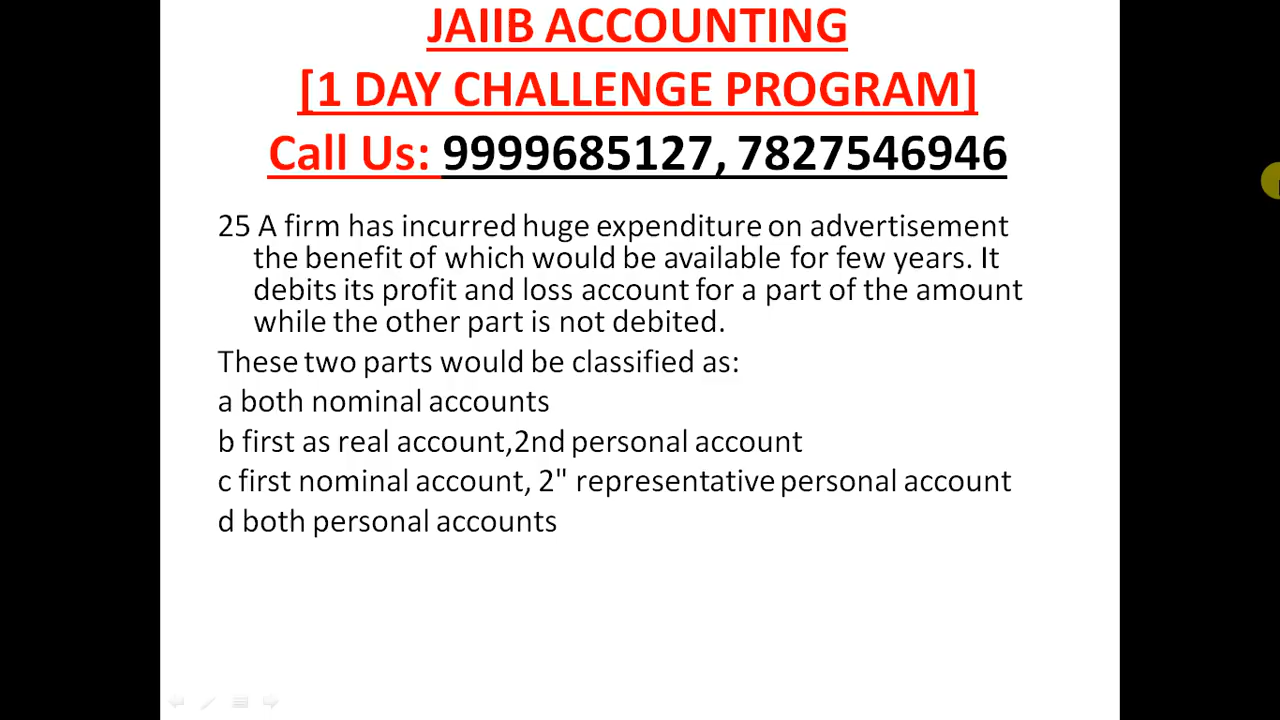 JAIIB ACCOUNTING
[1 DAY CHALLENGE PROGRAM]
Call Us: 9999685127, 7827546946
25 A firm has incurred huge expenditure on advertisement
the benefit of which would be available for few years. It
debits its profit and loss account for a part of the amount
while the other part is not debited.
These two parts would be classified as:
a both nominal accounts
b first as real account,2nd personal account
c first nominal account, 2" representative personal account
d both personal accounts